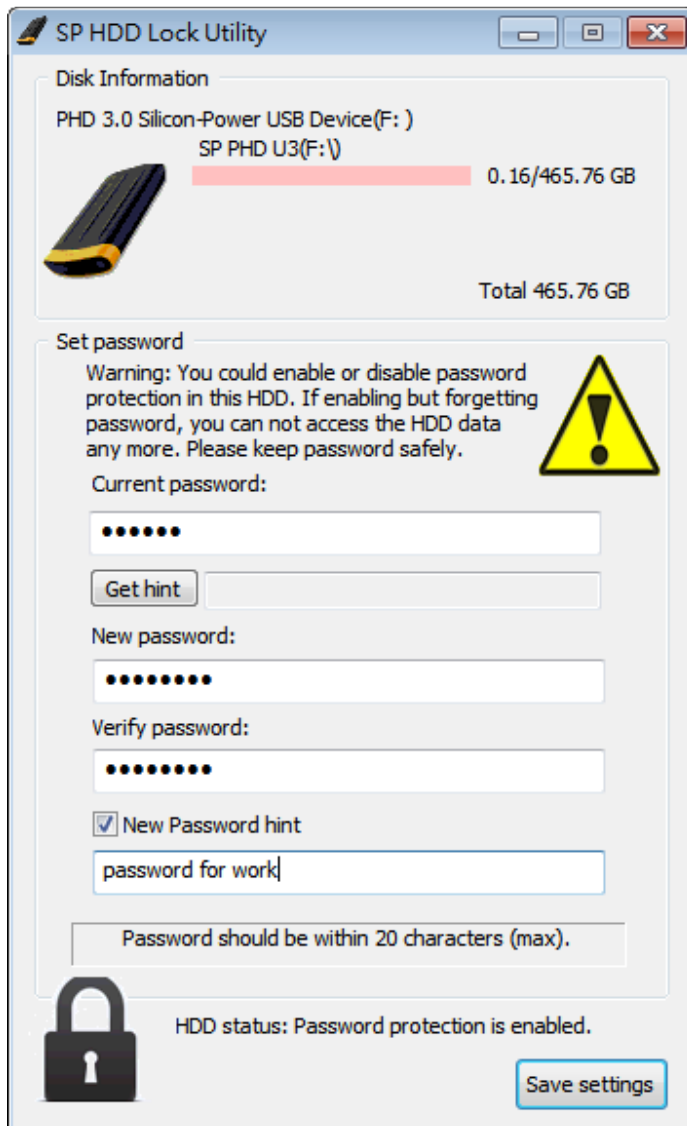 SP HDD Lock Utility
Disk Information
PHD 3.0 Silicon-Power USB Device(F: )
SP PHD U3(F:\)
0.16/465.76 GB
Total 465.76 GB
Set password
Warning: You could enable or disable password
protection in this HDD. If enabling but forgetting
password, you can not access the HDD data
any more. Please keep password safely.
Current password:
••••••
Get hint
New password:
••••••••
Verify password:
••••••••
New Password hint
password for work
Password should be within 20 characters (max).
HDD status: Password protection is enabled.
Save settings